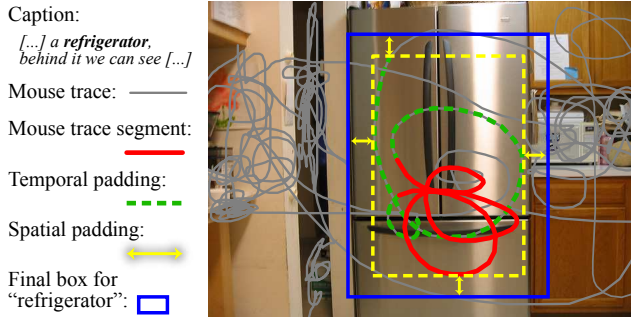 Caption:
[...] a refrigerator,
behind it we can see [...]
Mouse trace:
Mouse trace segment:
Temporal padding:
Spatial padding:
Final box for
“refrigerator”: